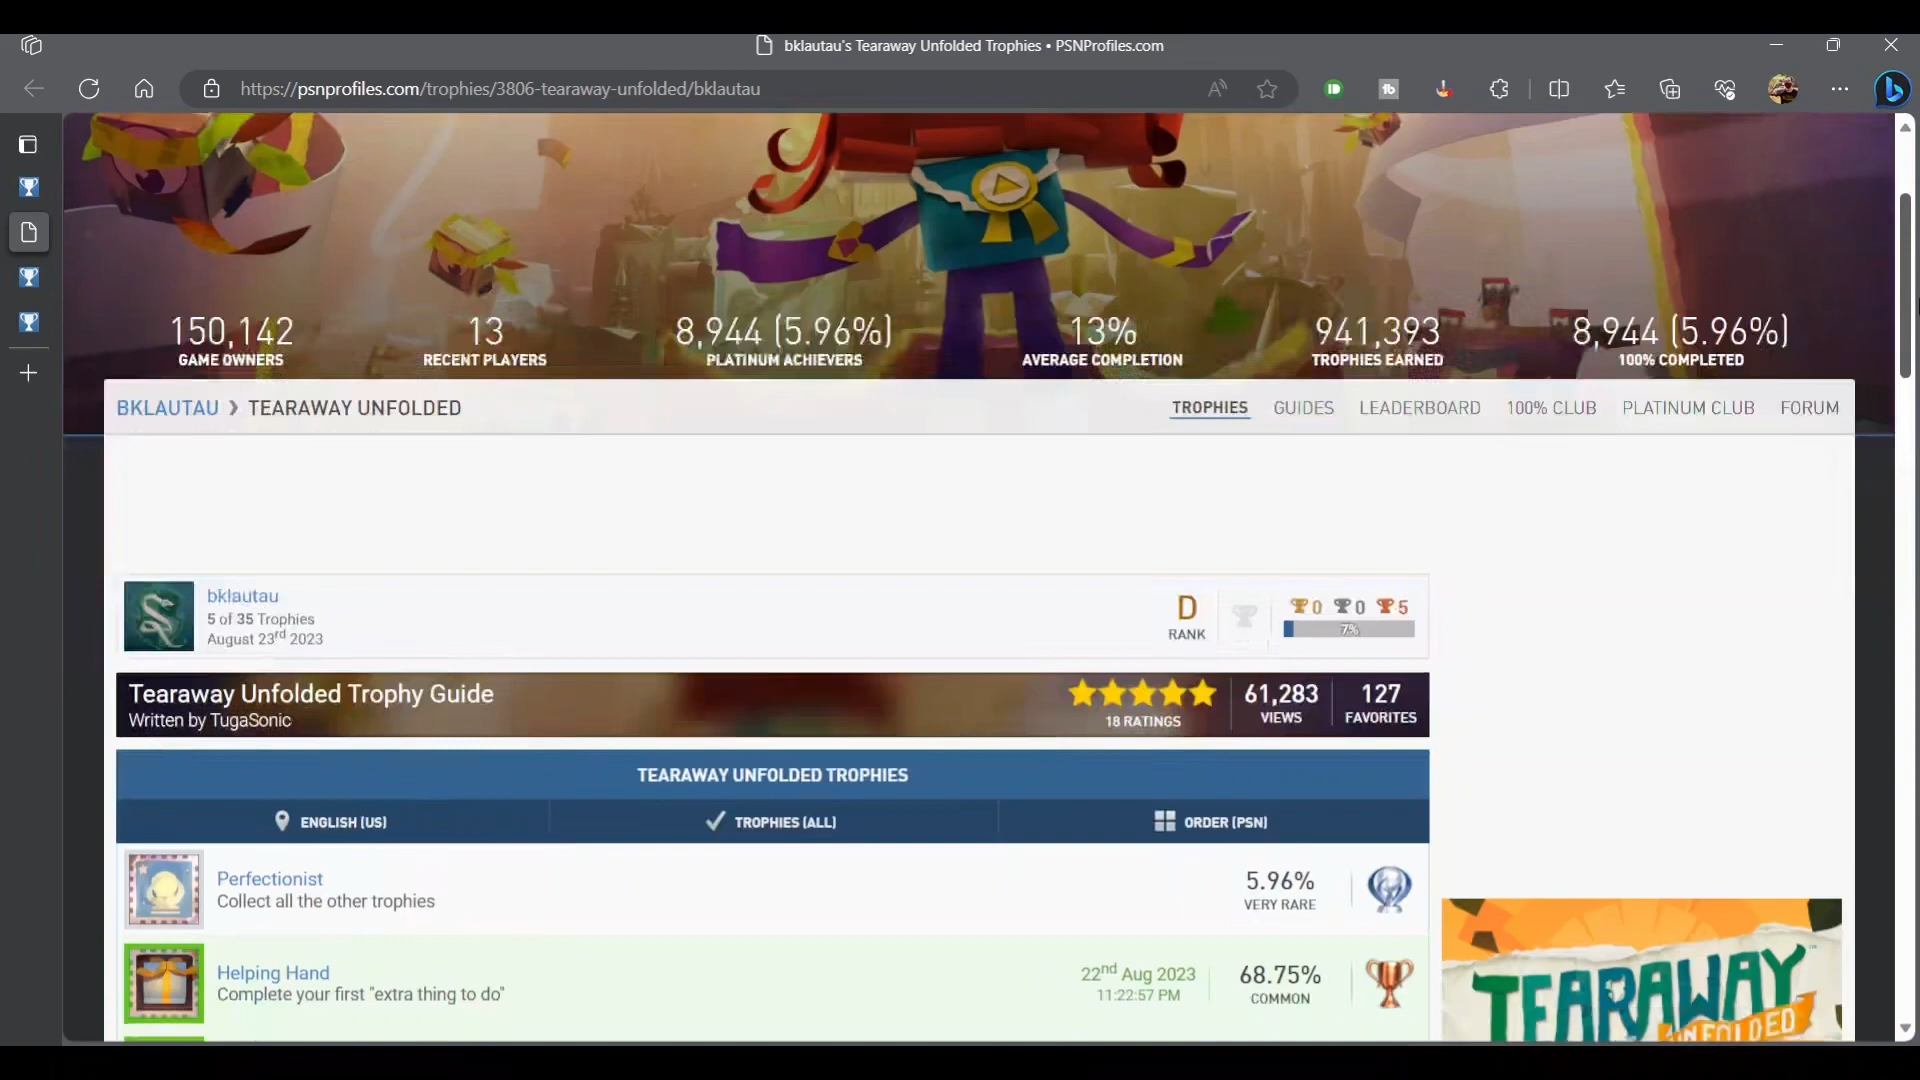 bklautau's Tearaway Unfolded Trophies • PSNProfiles.com
https://psnprofiles.com/trophies/3806-tearaway-unfolded/bklautau
150,142 13 8,944 (5.96%) 13% 941,393 8,944 (5.96%)
GAME OWNERS RECENT PLAYERS PLATINUM ACHIEVERS AVERAGE COMPLETION TROPHIES EARNED 100% COMPLETED
BKLAUTAU > TEARAWAY UNFOLDED TROPHIES GUIDES LEADERBOARD 100% CLUB PLATINUM CLUB FORUM
bklautau
5 of 35 Trophies
August 23rd 2023
D
RANK
0 0 5
7%
Tearaway Unfolded Trophy Guide
Written by TugaSonic
18 RATINGS
61,283
VIEWS
127
FAVORITES
TEARAWAY UNFOLDED TROPHIES
ENGLISH (US) TROPHIES (ALL) ORDER (PSN)
Perfectionist
Collect all the other trophies
5.96%
VERY RARE
Helping Hand
Complete your first "extra thing to do"
22nd Aug 2023
11:22:57 PM
68.75%
COMMON
TEARAWAY
UNFOLDED